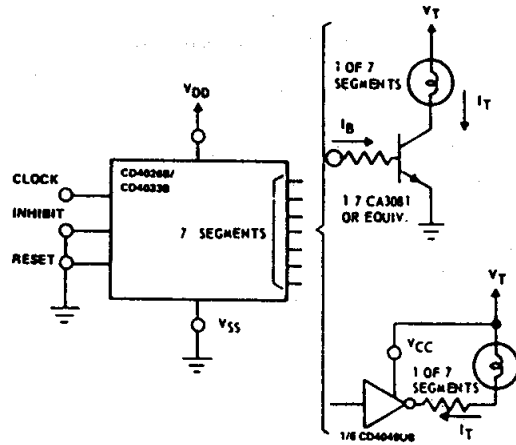 VDD
CD4026B/
CD4033B
CLOCK
INHIBIT
RESET
7 SEGMENTS
VSS
VT
1 OF 7
SEGMENTS
IT
IB
1 7 CA3081
OR EQUIV.
VT
VCC
1 OF 7
SEGMENTS
IT
1/6 CD4049UB